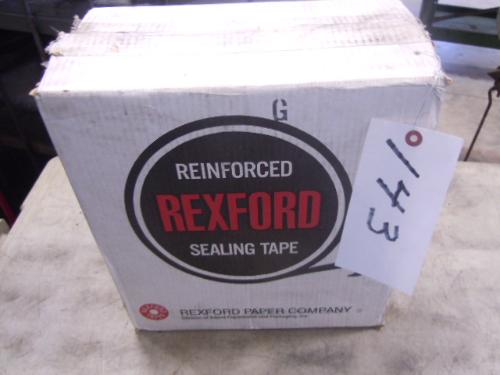 G
REINFORCED
REXFORD
SEALING TAPE
143
REXFORD PAPER COMPANY